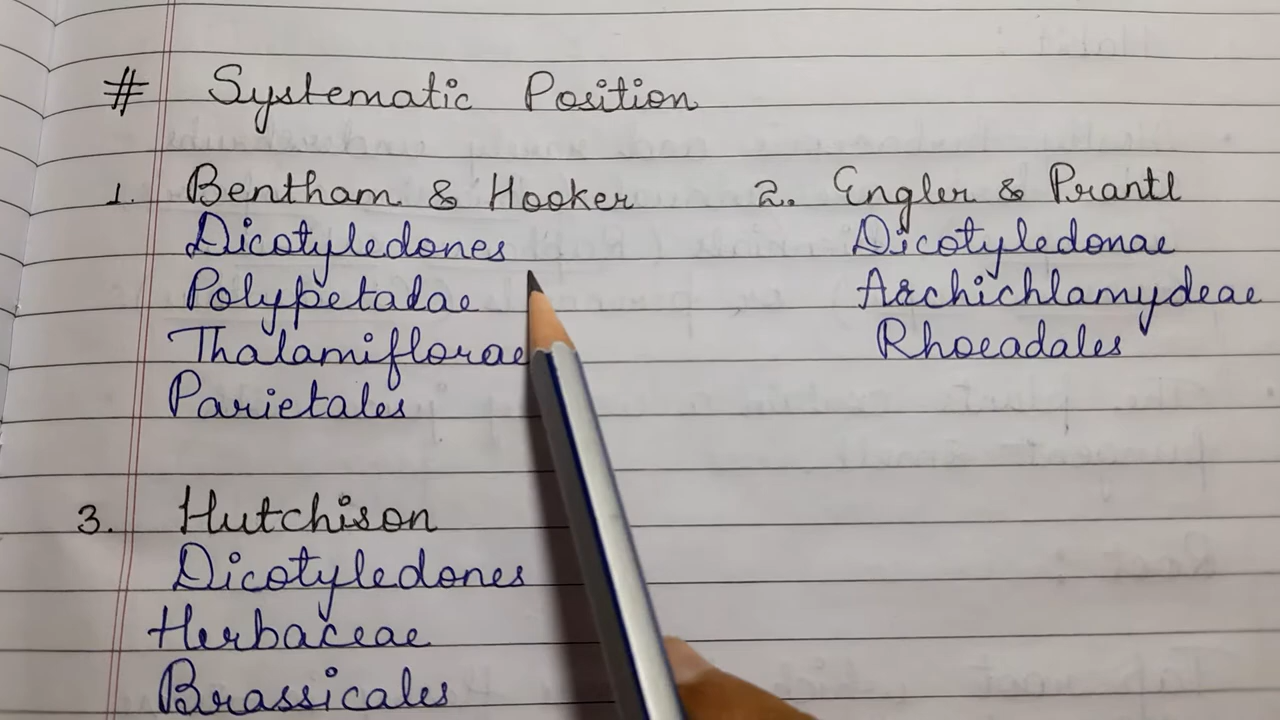 # Systematic Position
1. Bentham & Hooker
Dicotyledones
Polypetadae
Thalamiflorae
Parietales
2. Engler & Prantl
Dicotyledonae
Archichlamydeae
Rhoeadales
3. Hutchison
Dicotyledones
Herbaceae
Brassicales